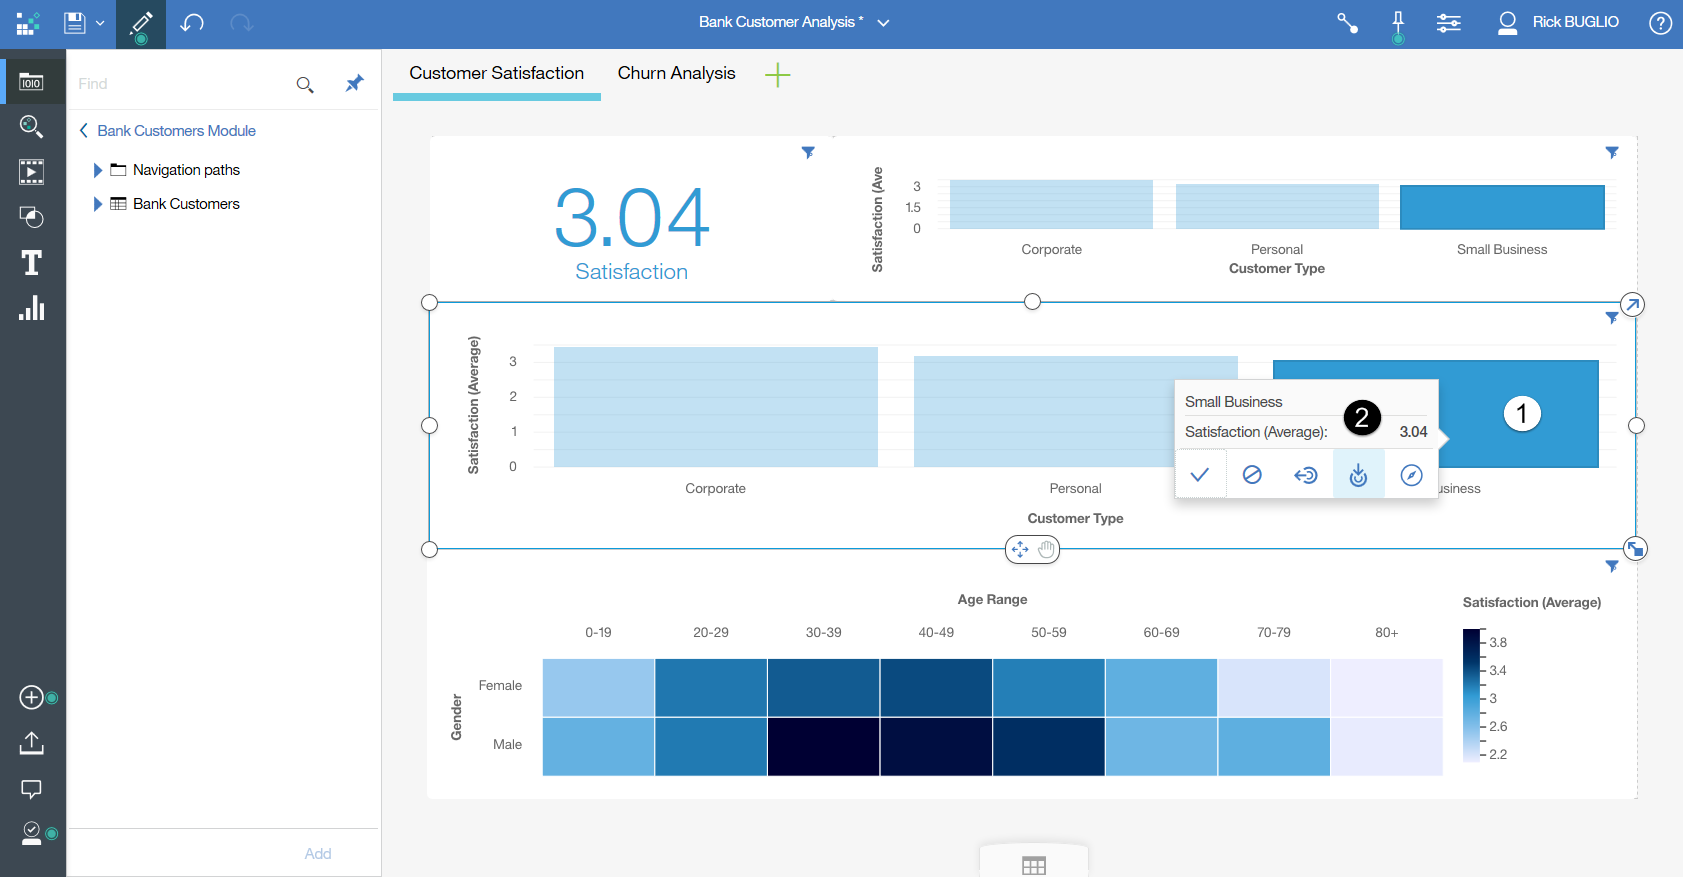 Bank Customer Analysis *
Rick BUGLIO
?
Find
Customer Satisfaction
Churn Analysis
Bank Customers Module
Navigation paths
Bank Customers
T
Add
3.04
Satisfaction
Satisfaction (Ave
3
1.5
0
Corporate
Personal
Small Business
Customer Type
Satisfaction (Average)
3
2
1
0
Corporate
Personal
usiness
Customer Type
Small Business
Satisfaction (Average):
3.04
2
1
Age Range
0-19
20-29
30-39
40-49
50-59
60-69
70-79
80+
Gender
Female
Male
Satisfaction (Average)
3.8
3.4
3
2.6
2.2